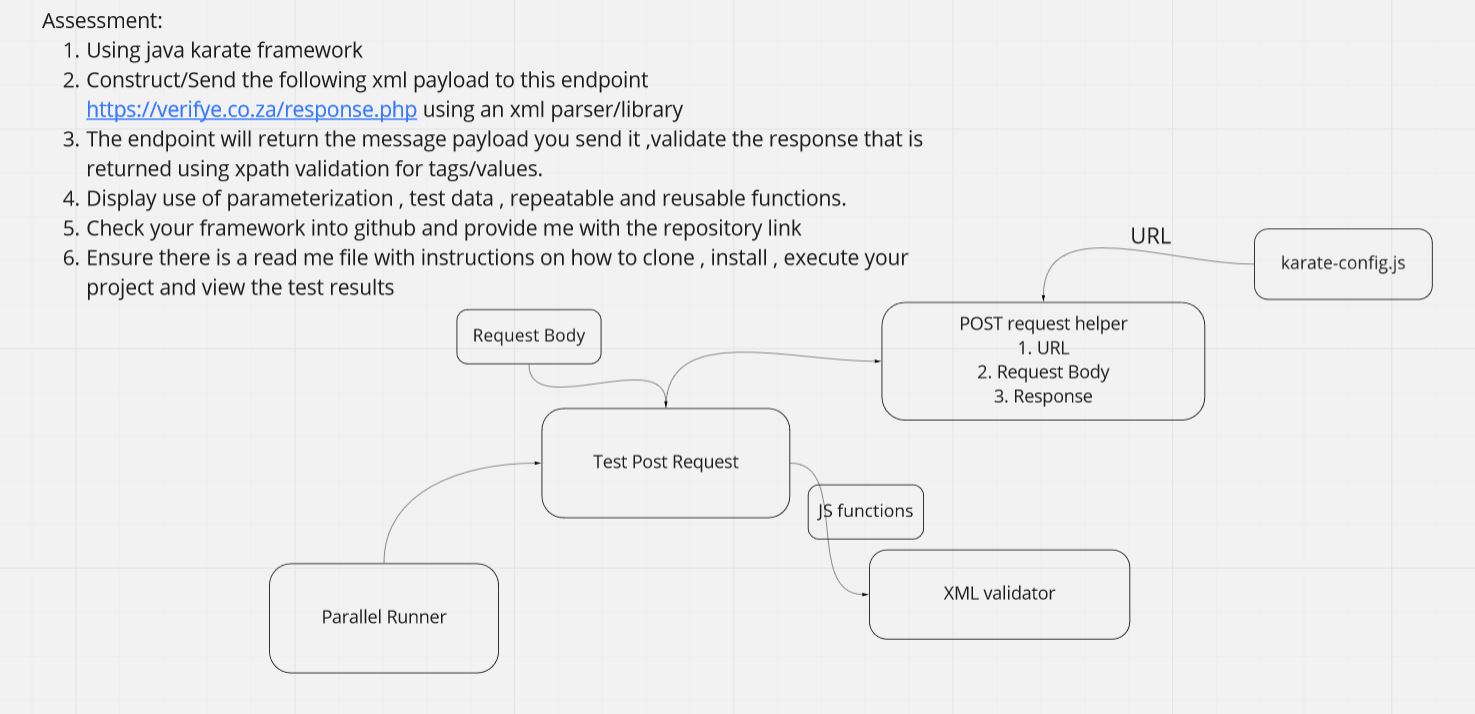 Assessment:
1. Using java karate framework
2. Construct/Send the following xml payload to this endpoint
https://verifye.co.za/response.php using an xml parser/library
3. The endpoint will return the message payload you send it ,validate the response that is
returned using xpath validation for tags/values.
4. Display use of parameterization , test data , repeatable and reusable functions.
5. Check your framework into github and provide me with the repository link
6. Ensure there is a read me file with instructions on how to clone , install , execute your
project and view the test results
URL
karate-config.js
Request Body
POST request helper
1. URL
2. Request Body
3. Response
Test Post Request
JS functions
XML validator
Parallel Runner